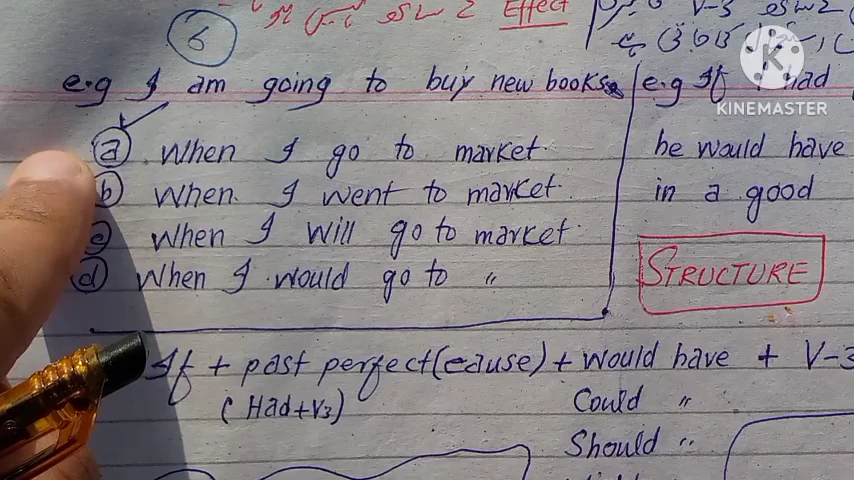 Effect
6
V-3
e.g I am going to buy new books.
(a) When I go to market.
(b) When I went to market.
(c) When I will go to market
(d) When I would go to "
e.g If I had
he would have
in a good
STRUCTURE
If + past perfect (cause) + would have + V-3
(Had+V3)
Could "
Should "
KINEMASTER